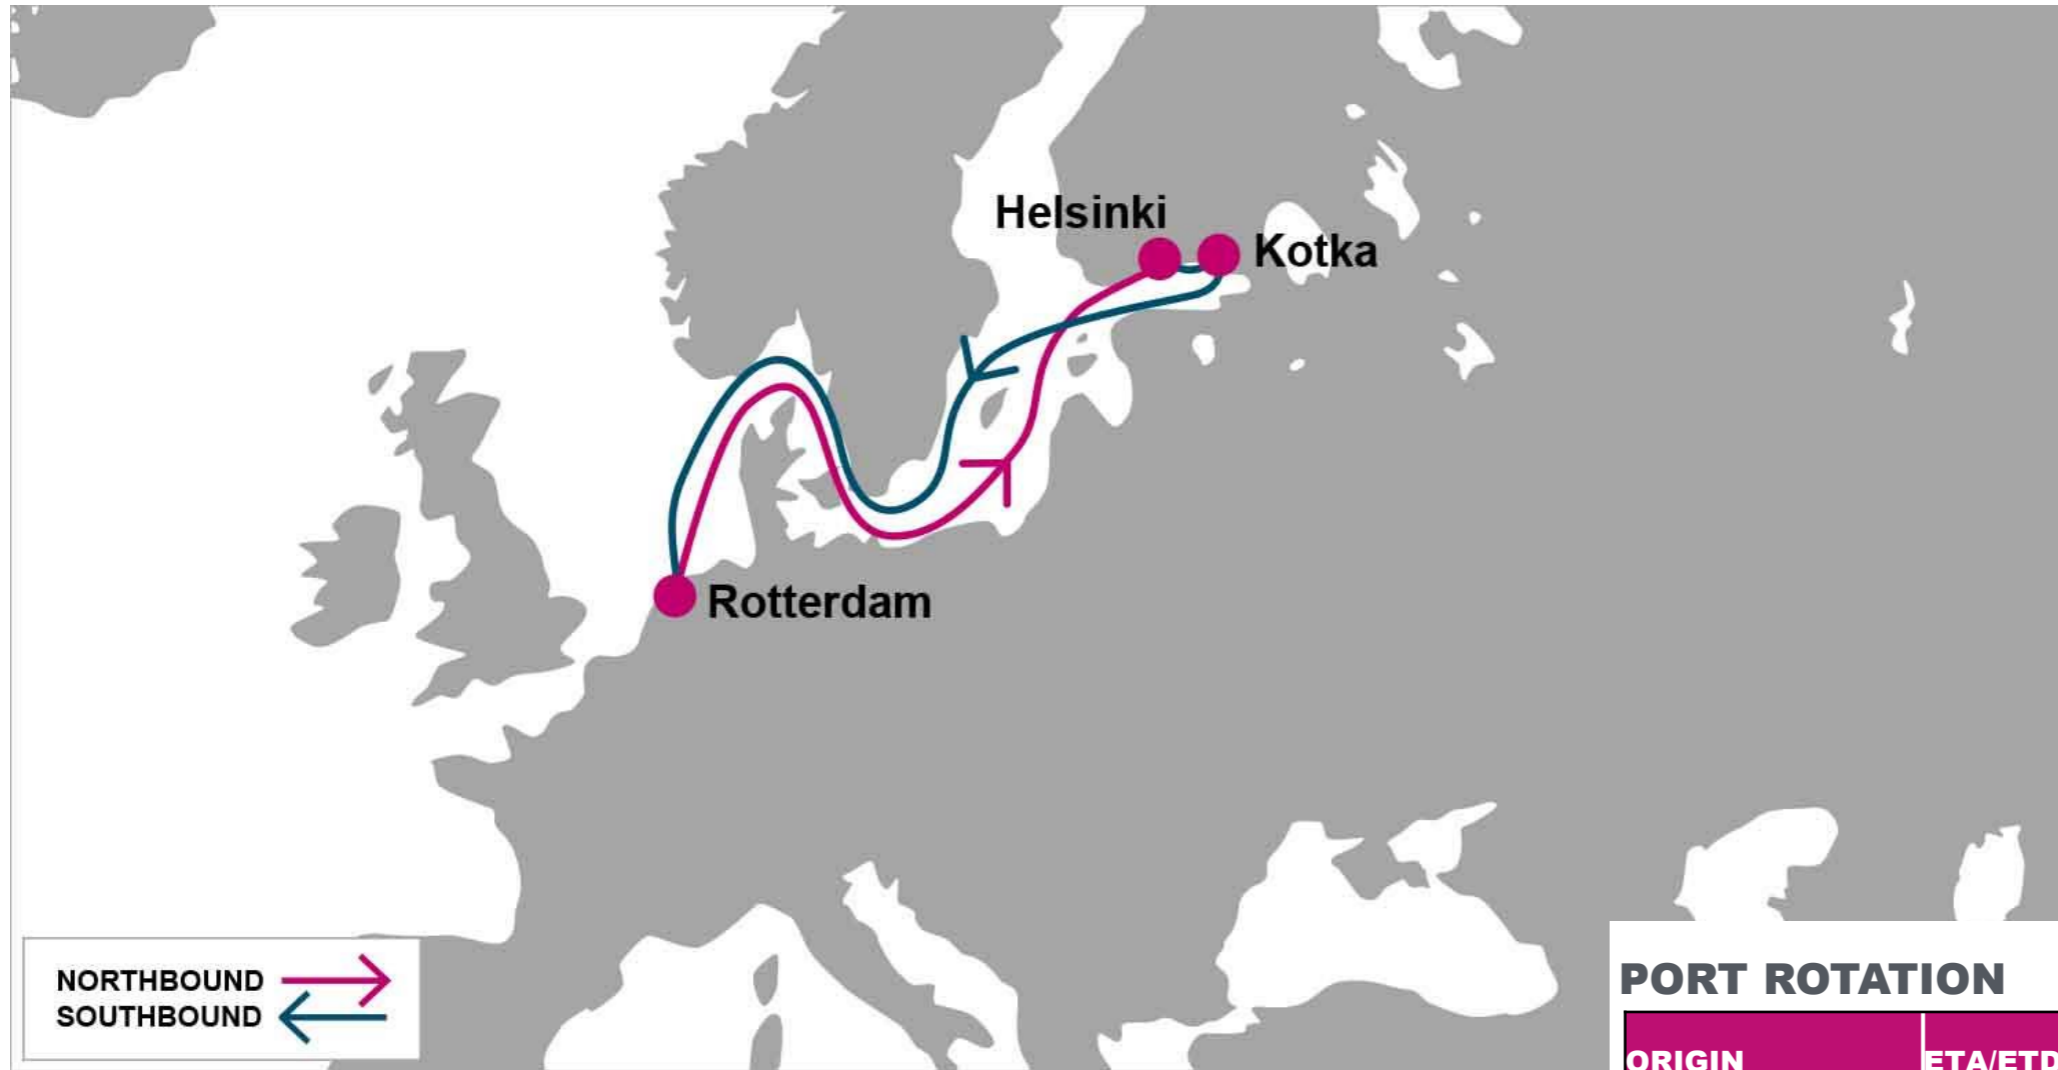 Helsinki
Kotka
Rotterdam
NORTHBOUND
SOUTHBOUND
PORT ROTATION
ORIGIN ETA/ETD